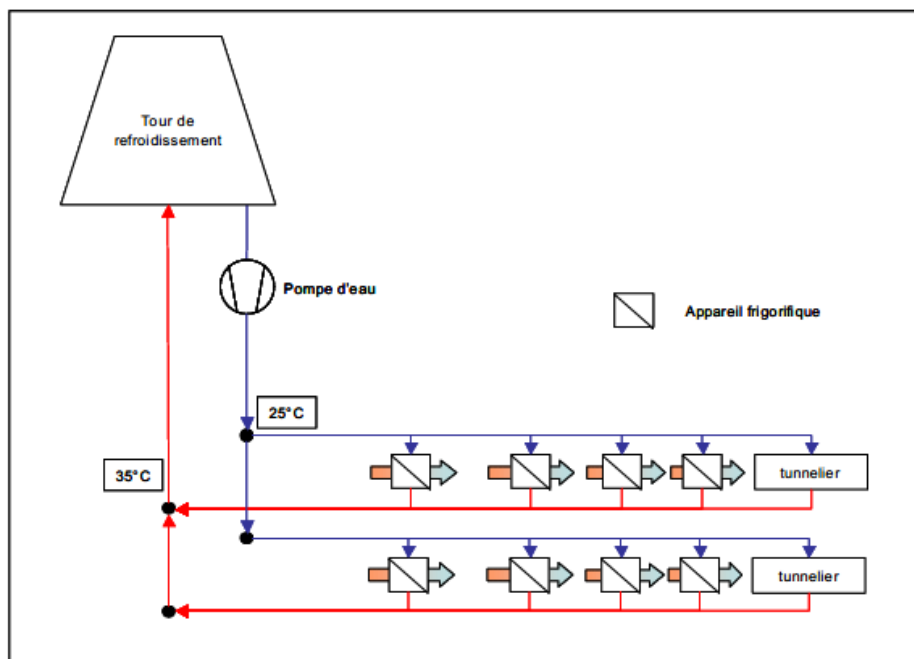 Tour de
refroidissement
Pompe d'eau
Appareil frigorifique
25°C
35°C
tunnelier
tunnelier